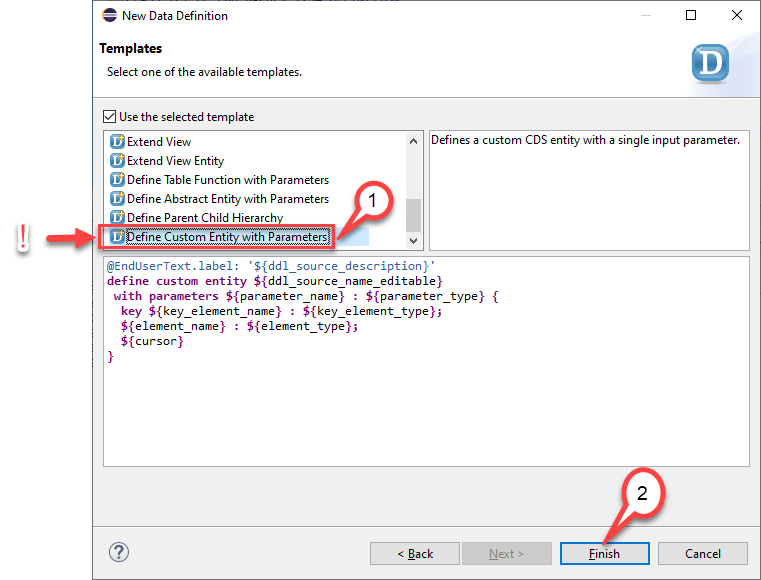 New Data Definition
Templates
Select one of the available templates.
D
Use the selected template
Extend View
Defines a custom CDS entity with a single input parameter.
Extend View Entity
Define Table Function with Parameters
Define Abstract Entity with Parameters
1
Define Parent Child Hierarchy
!
Define Custom Entity with Parameters
@EndUserText.label: '${ddl_source_description}'
define custom entity ${ddl_source_name_editable}
with parameters ${parameter_name} : ${parameter_type} {
key ${key_element_name} : ${key_element_type};
${element_name} : ${element_type};
${cursor}
}
2
?
< Back
Next >
Finish
Cancel